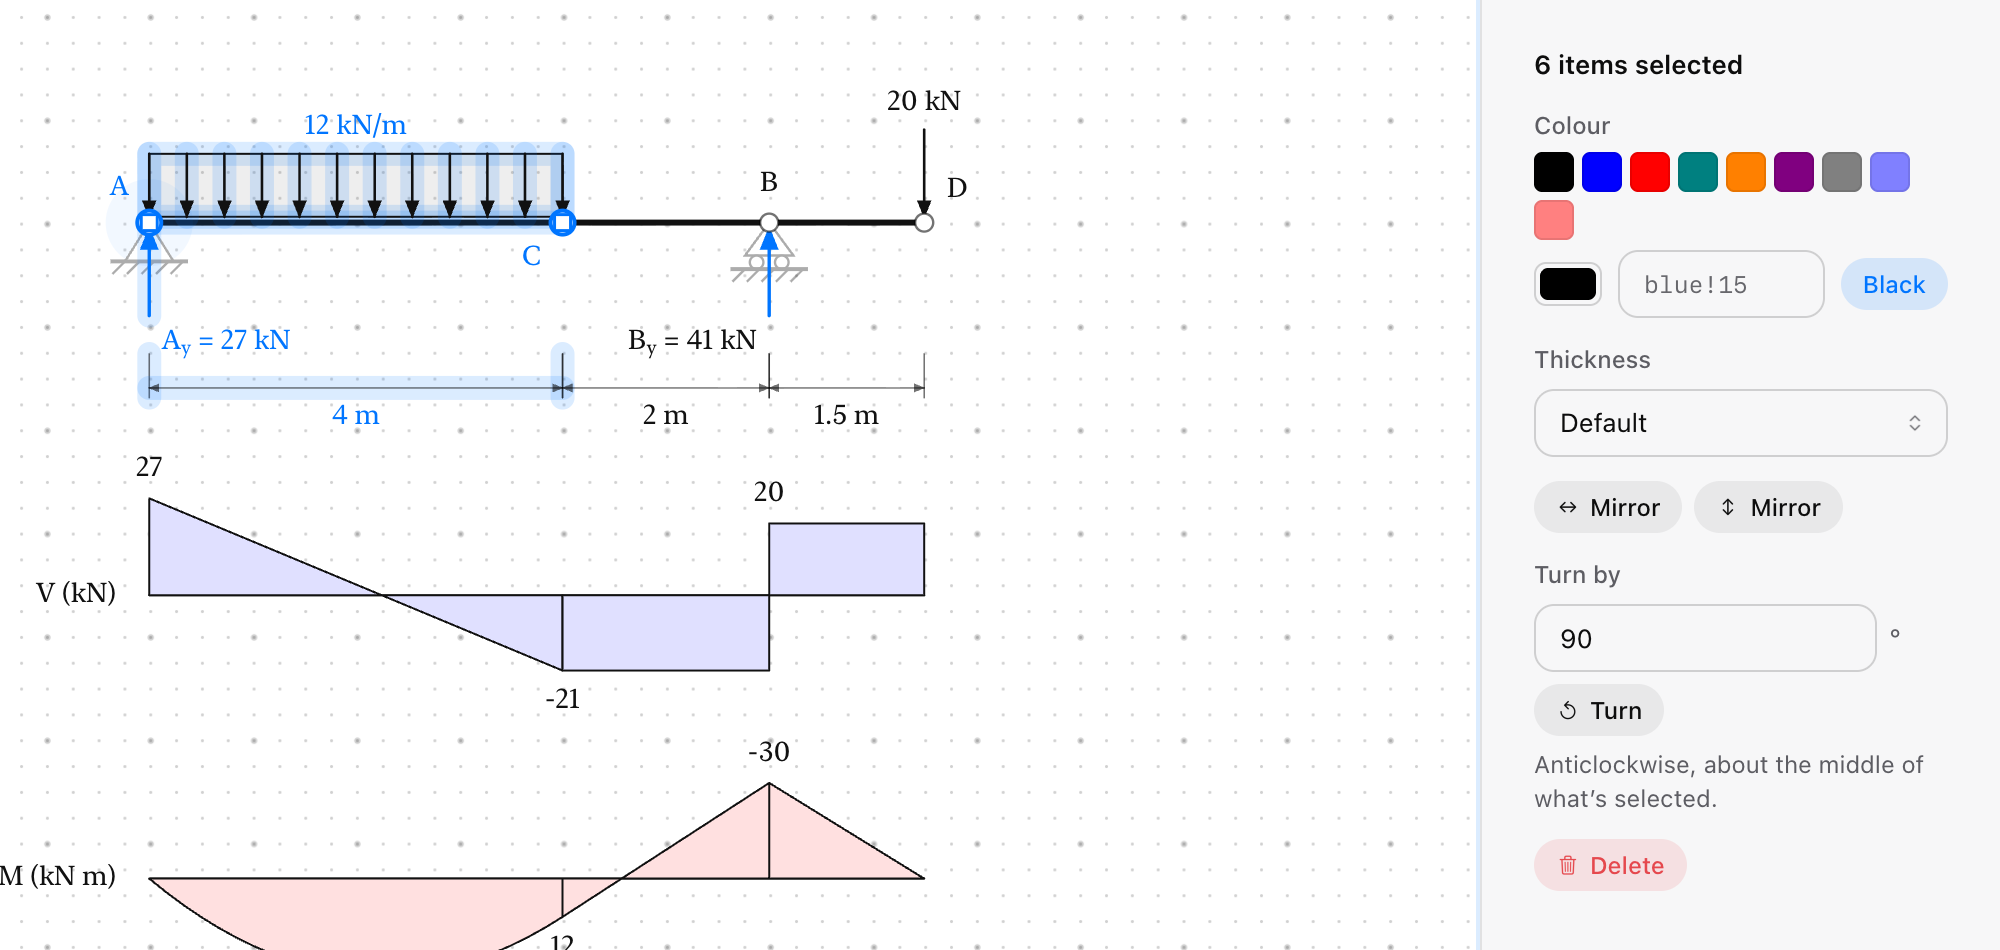 20 kN
12 kN/m
A
B
D
C
Ay = 27 kN
By = 41 kN
4 m
2 m
1.5 m
27
20
V (kN)
-21
-30
M (kN m)
12
6 items selected
Colour
blue!15
Black
Thickness
Default
Mirror
Mirror
Turn by
90 °
Turn
Anticlockwise, about the middle of
what’s selected.
Delete